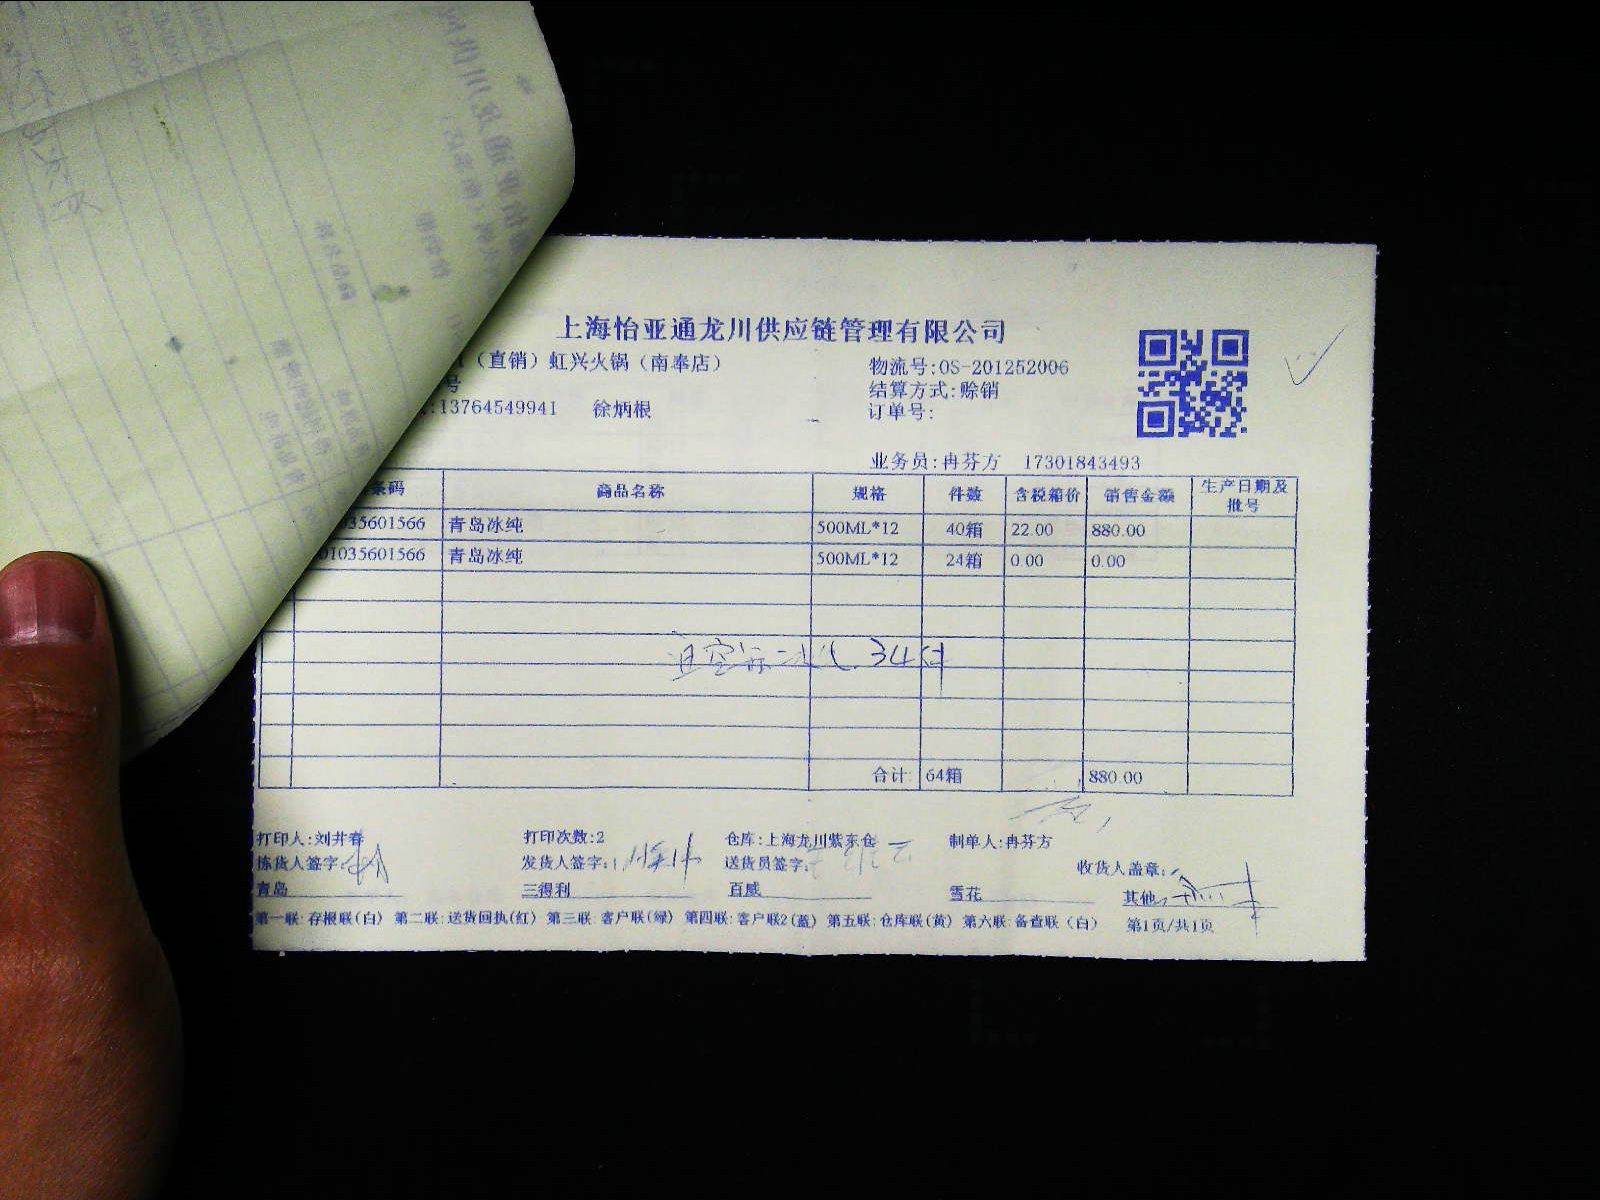 上海怡亚通龙川供应链管理有限公司
（直销）虹兴火锅（南奉店） 物流号:OS-201252006
号 结算方式:赊销
:13764549941 徐炳根 订单号:
业务员:冉芬方 17301843493
条码 商品名称 规格 件数 含税箱价 销售金额 生产日期及批号
035601566 青岛冰纯 500ML*12 40箱 22.00 880.00
01035601566 青岛冰纯 500ML*12 24箱 0.00 0.00
34件
合计: 64箱 880.00
打印人:刘井春 打印次数:2 仓库:上海龙川紫东仓 制单人:冉芬方
拣货人签字: 发货人签字: 送货员签字: 收货人盖章:
青岛 三得利 百威 雪花 其他
第一联:存根联(白) 第二联:送货回执(红) 第三联:客户联(绿) 第四联:客户联2(蓝) 第五联:仓库联(黄) 第六联:备查联（白） 第1页/共1页